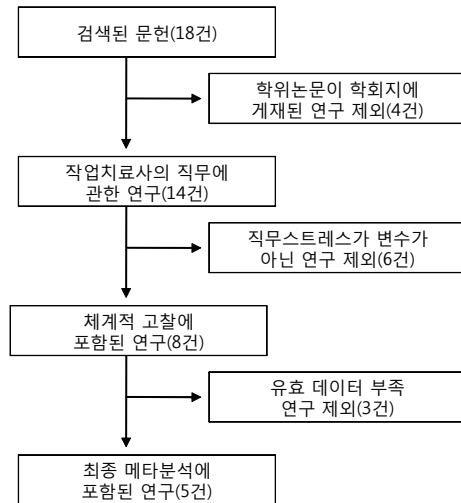 검색된 문헌(18건)
학위논문이 학회지에
게재된 연구 제외(4건)
작업치료사의 직무에
관한 연구(14건)
직무스트레스가 변수가
아닌 연구 제외(6건)
체계적 고찰에
포함된 연구(8건)
유효 데이터 부족
연구 제외(3건)
최종 메타분석에
포함된 연구(5건)